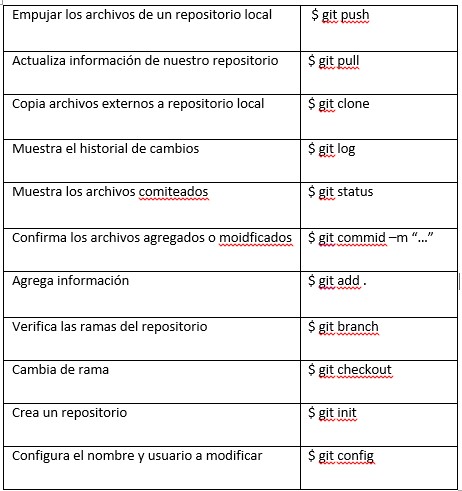 Empujar los archivos de un repositorio local $ git push
Actualiza información de nuestro repositorio $ git pull
Copia archivos externos a repositorio local $ git clone
Muestra el historial de cambios $ git log
Muestra los archivos comiteados $ git status
Confirma los archivos agregados o moidficados $ git commid –m “…”
Agrega información $ git add .
Verifica las ramas del repositorio $ git branch
Cambia de rama $ git checkout
Crea un repositorio $ git init
Configura el nombre y usuario a modificar $ git config